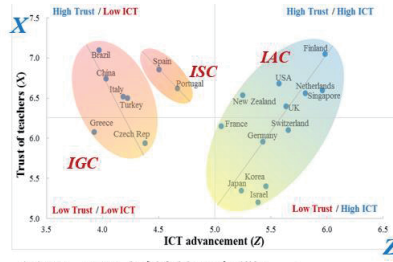 High Trust / Low ICT
High Trust / High ICT
X
7.5
7.0
6.5
6.0
5.5
5.0
Trust of teachers (X)
Brazil
China
Italy
Turkey
Greece
Czech Rep
IGC
Spain
Portugal
ISC
IAC
Finland
USA
Netherlands
Singapore
New Zealand
UK
France
Switzerland
Germany
Korea
Japan
Israel
Low Trust / Low ICT
Low Trust / High ICT
3.5
4.0
4.5
5.0
5.5
6.0
6.5
ICT advancement (Z)
Z